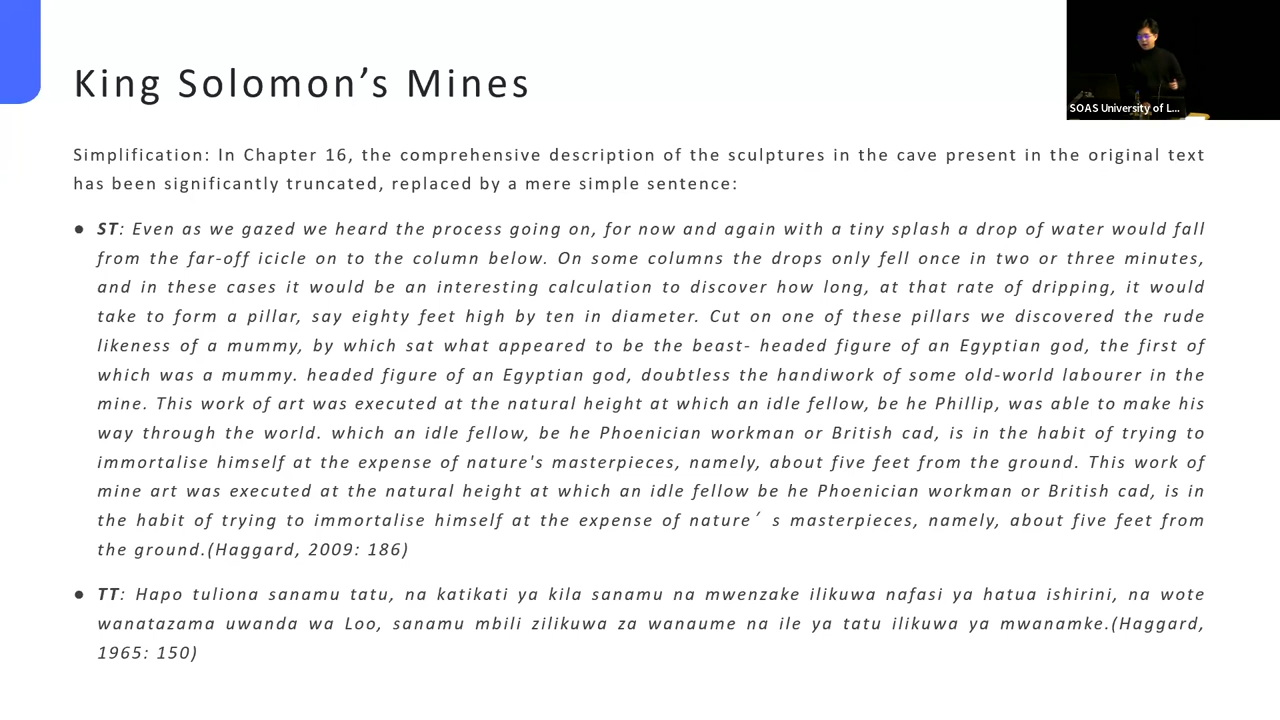 King Solomon’s Mines
SOAS University of L...
Simplification: In Chapter 16, the comprehensive description of the sculptures in the cave present in the original text
has been significantly truncated, replaced by a mere simple sentence:
● ST: Even as we gazed we heard the process going on, for now and again with a tiny splash a drop of water would fall
from the far-off icicle on to the column below. On some columns the drops only fell once in two or three minutes,
and in these cases it would be an interesting calculation to discover how long, at that rate of dripping, it would
take to form a pillar, say eighty feet high by ten in diameter. Cut on one of these pillars we discovered the rude
likeness of a mummy, by which sat what appeared to be the beast- headed figure of an Egyptian god, the first of
which was a mummy. headed figure of an Egyptian god, doubtless the handiwork of some old-world labourer in the
mine. This work of art was executed at the natural height at which an idle fellow, be he Phillip, was able to make his
way through the world. which an idle fellow, be he Phoenician workman or British cad, is in the habit of trying to
immortalise himself at the expense of nature's masterpieces, namely, about five feet from the ground. This work of
mine art was executed at the natural height at which an idle fellow be he Phoenician workman or British cad, is in
the habit of trying to immortalise himself at the expense of nature´ s masterpieces, namely, about five feet from
the ground.(Haggard, 2009: 186)
● TT: Hapo tuliona sanamu tatu, na katikati ya kila sanamu na mwenzake ilikuwa nafasi ya hatua ishirini, na wote
wanatazama uwanda wa Loo, sanamu mbili zilikuwa za wanaume na ile ya tatu ilikuwa ya mwanamke.(Haggard,
1965: 150)